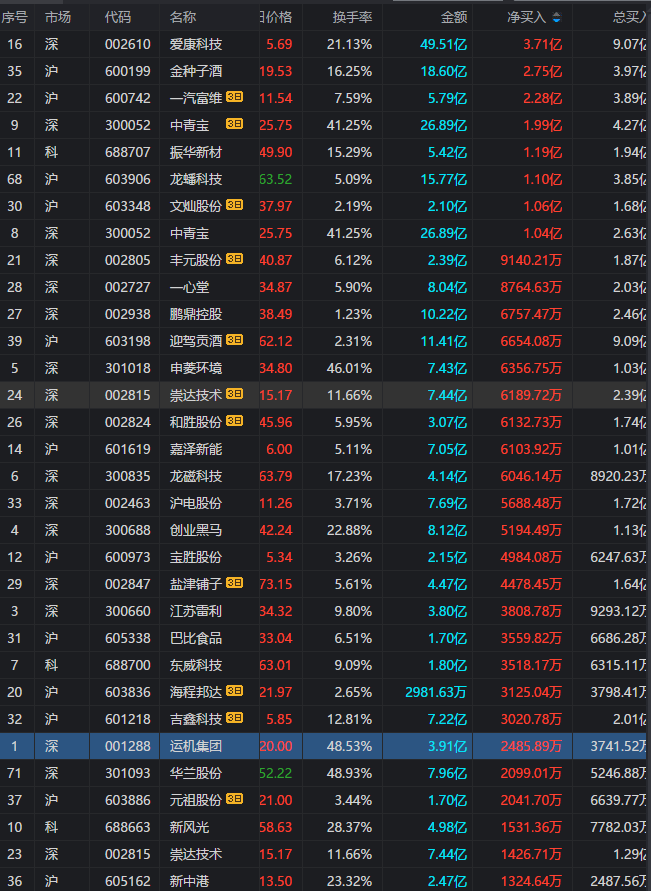 序号 市场 代码 名称 日价格 换手率 金额 净买入 总买入
16 深 002610 爱康科技 5.69 21.13% 49.51亿 3.71亿 9.07亿
35 沪 600199 金种子酒 19.53 16.25% 18.60亿 2.75亿 3.97亿
22 沪 600742 一汽富维 3日 11.54 7.59% 5.79亿 2.28亿 3.89亿
9 深 300052 中青宝 3日 25.75 41.25% 26.89亿 1.99亿 4.27亿
11 科 688707 振华新材 49.90 15.29% 5.42亿 1.19亿 1.94亿
68 沪 603906 龙蟠科技 63.52 5.09% 15.77亿 1.10亿 3.85亿
30 沪 603348 文灿股份 3日 37.97 2.19% 2.10亿 1.06亿 1.68亿
8 深 300052 中青宝 25.75 41.25% 26.89亿 1.04亿 2.63亿
21 深 002805 丰元股份 3日 40.87 6.12% 2.39亿 9140.21万 1.87亿
28 深 002727 一心堂 34.87 5.90% 8.04亿 8764.63万 2.03亿
27 深 002938 鹏鼎控股 38.49 1.23% 10.22亿 6757.47万 2.46亿
39 沪 603198 迎驾贡酒 3日 62.12 2.31% 11.41亿 6654.08万 9.09亿
5 深 301018 申菱环境 34.80 46.01% 7.43亿 6356.75万 1.03亿
24 深 002815 崇达技术 3日 15.17 11.66% 7.44亿 6189.72万 2.39亿
26 深 002824 和胜股份 3日 45.96 5.95% 3.07亿 6132.73万 1.74亿
14 沪 601619 嘉泽新能 6.00 5.11% 7.05亿 6103.92万 1.01亿
6 深 300835 龙磁科技 63.79 17.23% 4.14亿 6046.14万 8920.23万
33 深 002463 沪电股份 11.26 3.71% 7.69亿 5688.48万 1.72亿
4 深 300688 创业黑马 42.24 22.88% 8.12亿 5194.49万 1.13亿
12 沪 600973 宝胜股份 5.34 3.26% 2.15亿 4984.08万 6247.63万
29 深 002847 盐津铺子 3日 73.15 5.61% 4.47亿 4478.45万 1.64亿
3 深 300660 江苏雷利 34.32 9.80% 3.80亿 3808.78万 9293.12万
31 沪 605338 巴比食品 33.04 6.51% 1.70亿 3559.82万 6686.28万
7 科 688700 东威科技 63.01 9.09% 1.80亿 3518.17万 6315.11万
20 沪 603836 海程邦达 3日 21.97 2.65% 2981.63万 3125.04万 3798.41万
32 沪 601218 吉鑫科技 3日 5.85 12.81% 7.22亿 3020.78万 2.01亿
1 深 001288 运机集团 20.00 48.53% 3.91亿 2485.89万 3741.52万
71 深 301093 华兰股份 52.22 48.93% 7.96亿 2099.01万 5246.88万
37 沪 603886 元祖股份 3日 21.00 3.44% 1.70亿 2041.70万 6639.77万
10 科 688663 新风光 58.63 28.37% 4.98亿 1531.36万 7782.03万
23 深 002815 崇达技术 15.17 11.66% 7.44亿 1426.71万 1.29亿
36 沪 605162 新中港 13.50 23.32% 2.47亿 1324.64万 2487.56万